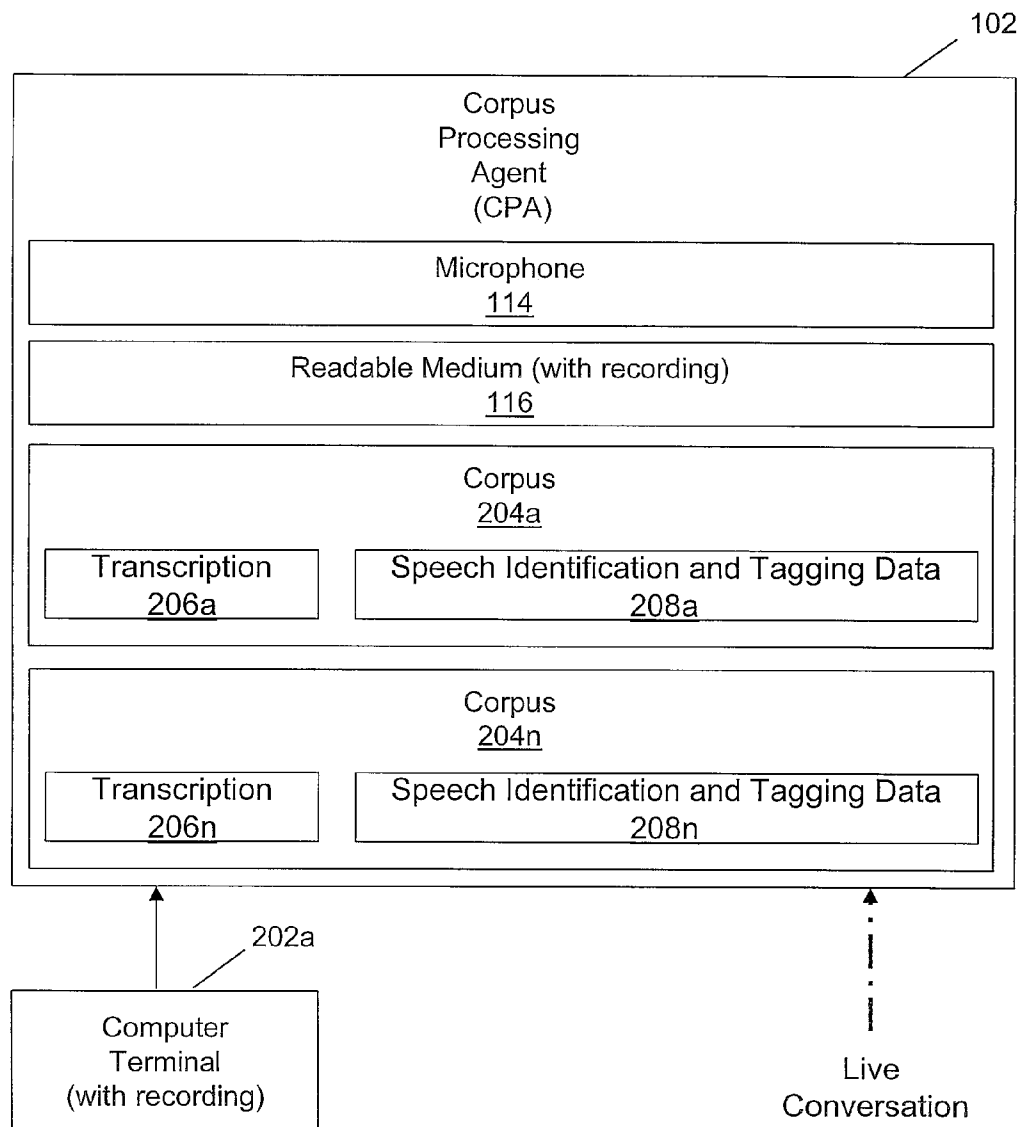 102
Corpus
Processing
Agent
(CPA)
Microphone
114
Readable Medium (with recording)
116
Corpus
204a
Transcription
206a
Speech Identification and Tagging Data
208a
Corpus
204n
Transcription
206n
Speech Identification and Tagging Data
208n
202a
Computer
Terminal
(with recording)
Live
Conversation